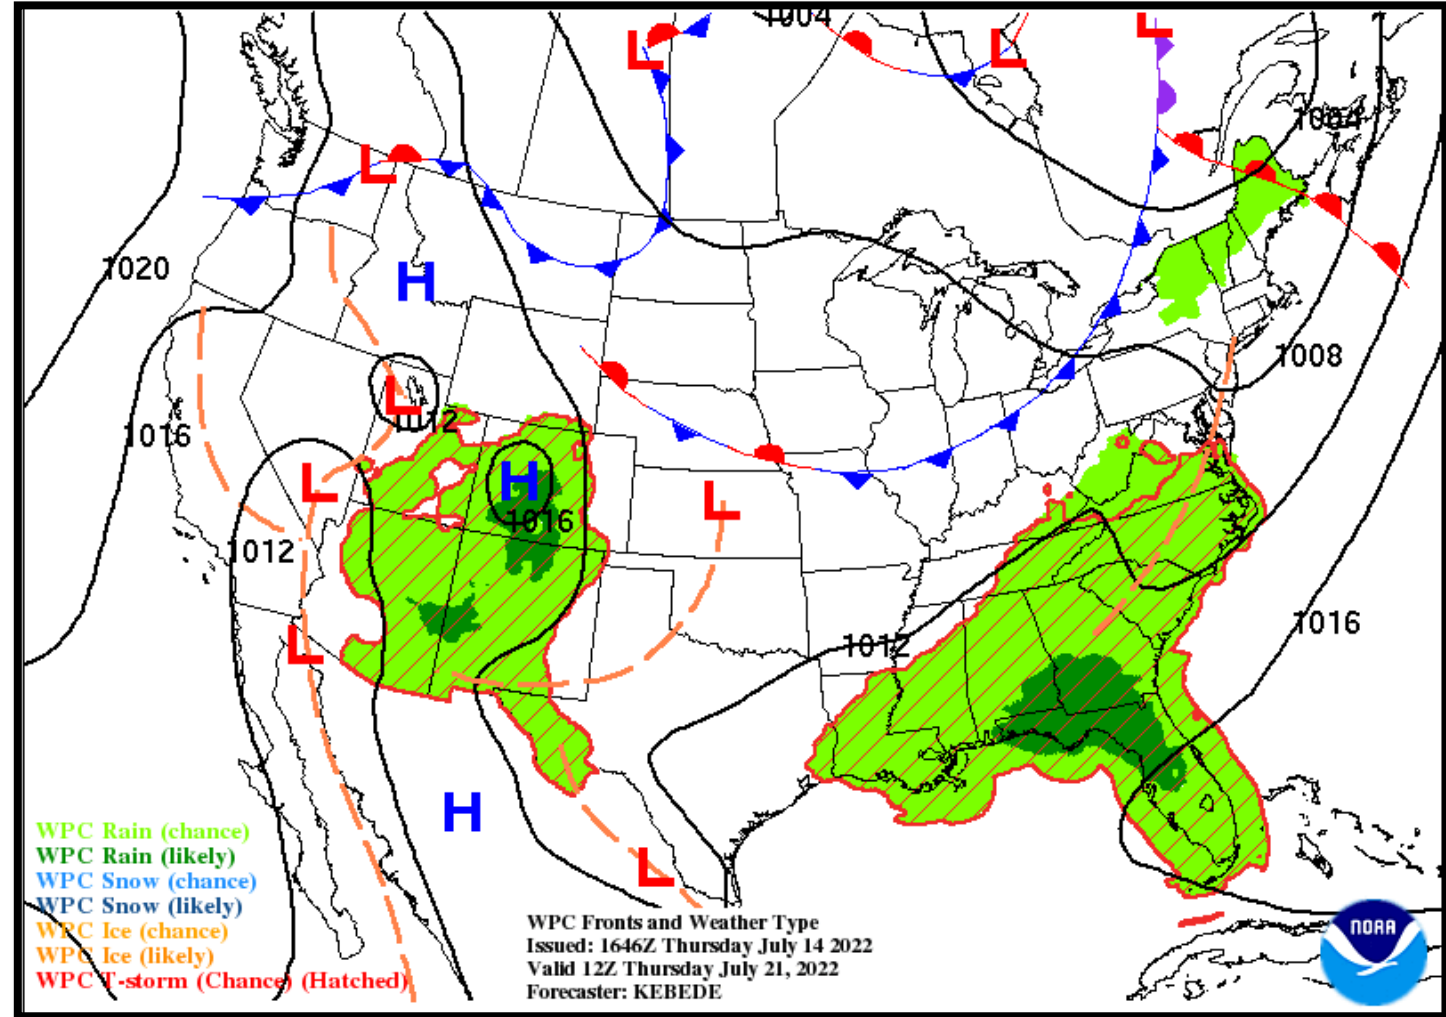 1004
L
L
L
1004
L
1020
H
1008
L
1012
1016
L
H
L
1016
1012
1016
1012
L
H
L
WPC Rain (chance)
WPC Rain (likely)
WPC Snow (chance)
WPC Snow (likely)
WPC Ice (chance)
WPC Ice (likely)
WPC T-storm (Chance) (Hatched)
WPC Fronts and Weather Type
Issued: 1646Z Thursday July 14 2022
Valid 12Z Thursday July 21, 2022
Forecaster: KEBEDE
NOAA